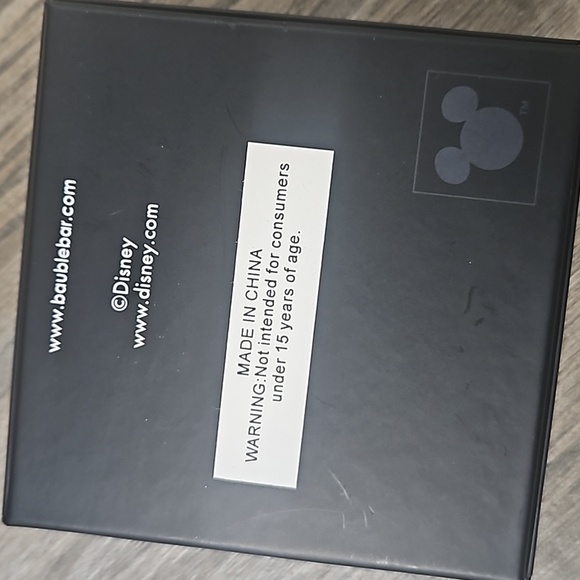 www.baublebar.com
©Disney
www.disney.com
MADE IN CHINA
WARNING:Not intended for consumers
under 15 years of age.
TM